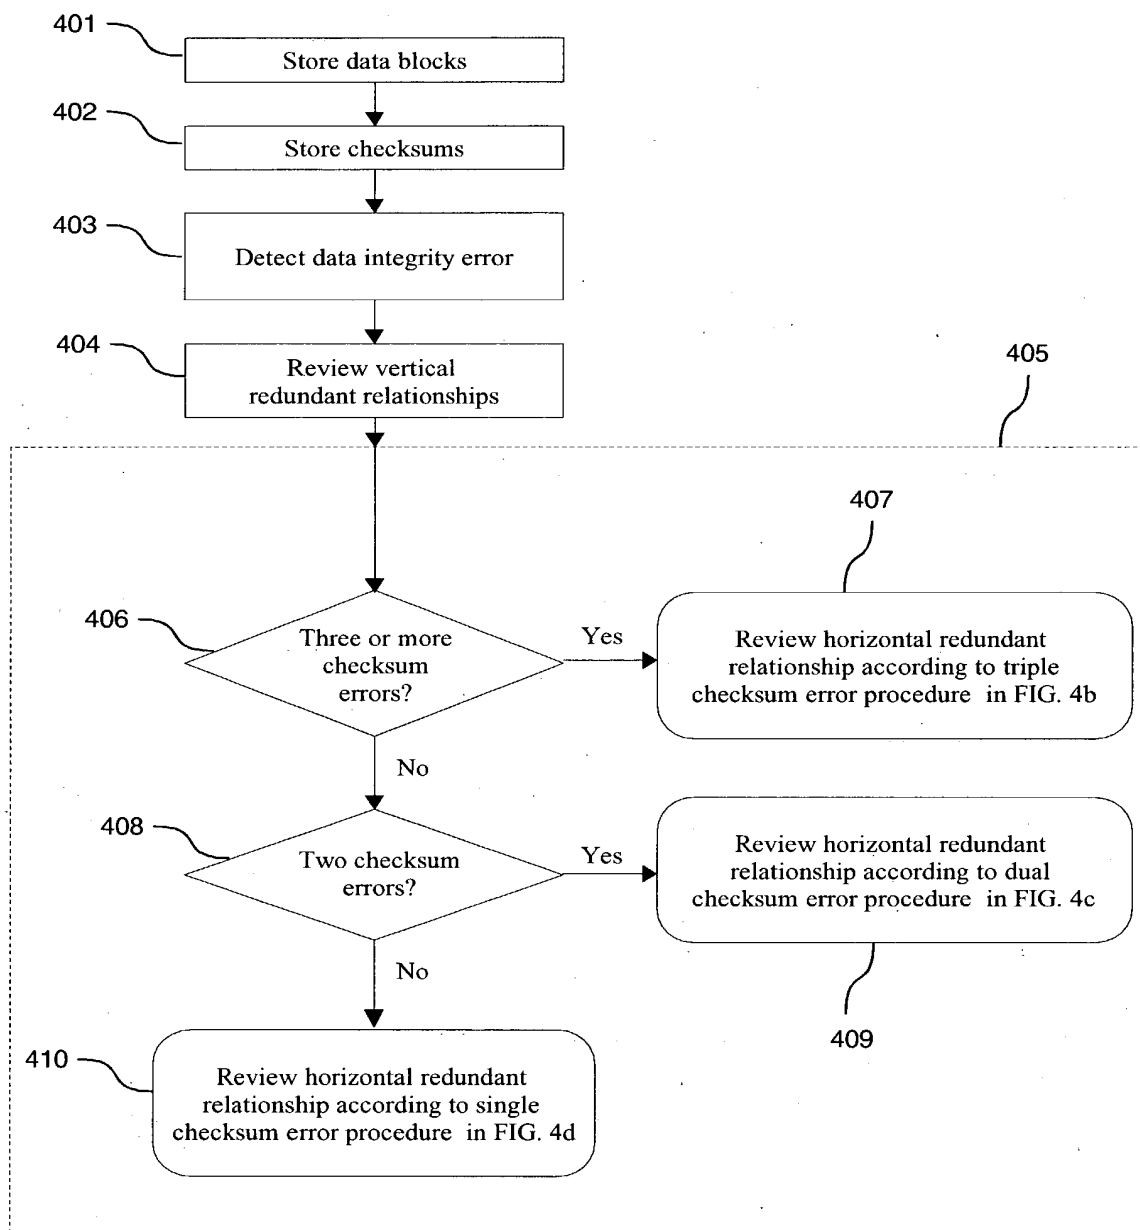 401
Store data blocks
402
Store checksums
403
Detect data integrity error
404
Review vertical
redundant relationships
405
407
406
Three or more
checksum
errors?
Yes
Review horizontal redundant
relationship according to triple
checksum error procedure in FIG. 4b
No
408
Two checksum
errors?
Yes
Review horizontal redundant
relationship according to dual
checksum error procedure in FIG. 4c
No
409
410
Review horizontal redundant
relationship according to single
checksum error procedure in FIG. 4d